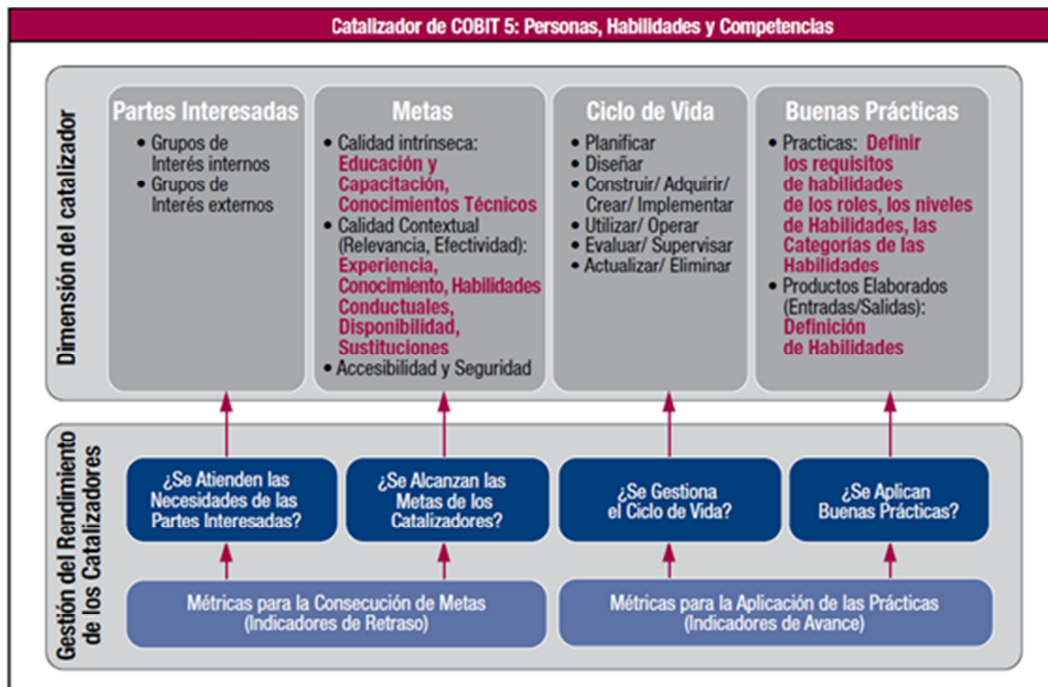 Catalizador de COBIT 5: Personas, Habilidades y Competencias
Dimensión del catalizador
Partes Interesadas
• Grupos de
Interés internos
• Grupos de
Interés externos
Metas
• Calidad intrínseca:
Educación y
Capacitación,
Conocimientos Técnicos
• Calidad Contextual
(Relevancia, Efectividad):
Experiencia,
Conocimiento, Habilidades
Conductuales,
Disponibilidad,
Sustituciones
• Accesibilidad y Seguridad
Ciclo de Vida
• Planificar
• Diseñar
• Construir/ Adquirir/
Crear/ Implementar
• Utilizar/ Operar
• Evaluar/ Supervisar
• Actualizar/ Eliminar
Buenas Prácticas
• Practicas: Definir
los requisitos
de habilidades
de los roles, los niveles
de Habilidades, las
Categorías de las
Habilidades
• Productos Elaborados
(Entradas/Salidas):
Definición
de Habilidades
Gestión del Rendimiento
de los Catalizadores
¿Se Atienden las
Necesidades de las
Partes Interesadas?
¿Se Alcanzan las
Metas de los
Catalizadores?
¿Se Gestiona
el Ciclo de Vida?
¿Se Aplican
Buenas Prácticas?
Métricas para la Consecución de Metas
(Indicadores de Retraso)
Métricas para la Aplicación de las Prácticas
(Indicadores de Avance)